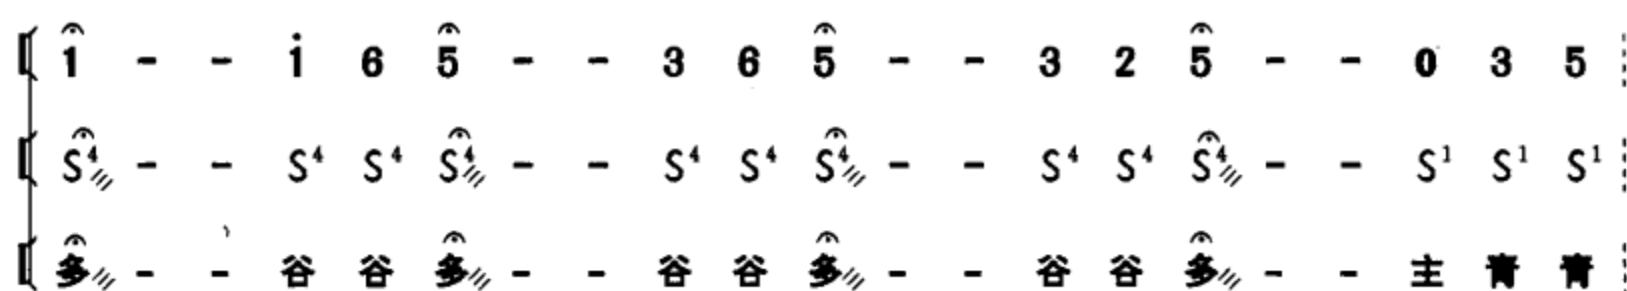 1 - - i 6 5 - - 3 6 5 - - 3 2 5 - - 0 3 5
S⁴ - - S⁴ S⁴ S⁴ - - S⁴ S⁴ S⁴ - - S⁴ S⁴ S⁴ - - S¹ S¹ S¹
多 - - 谷 谷 多 - - 谷 谷 多 - - 谷 谷 多 - - 主 青 青